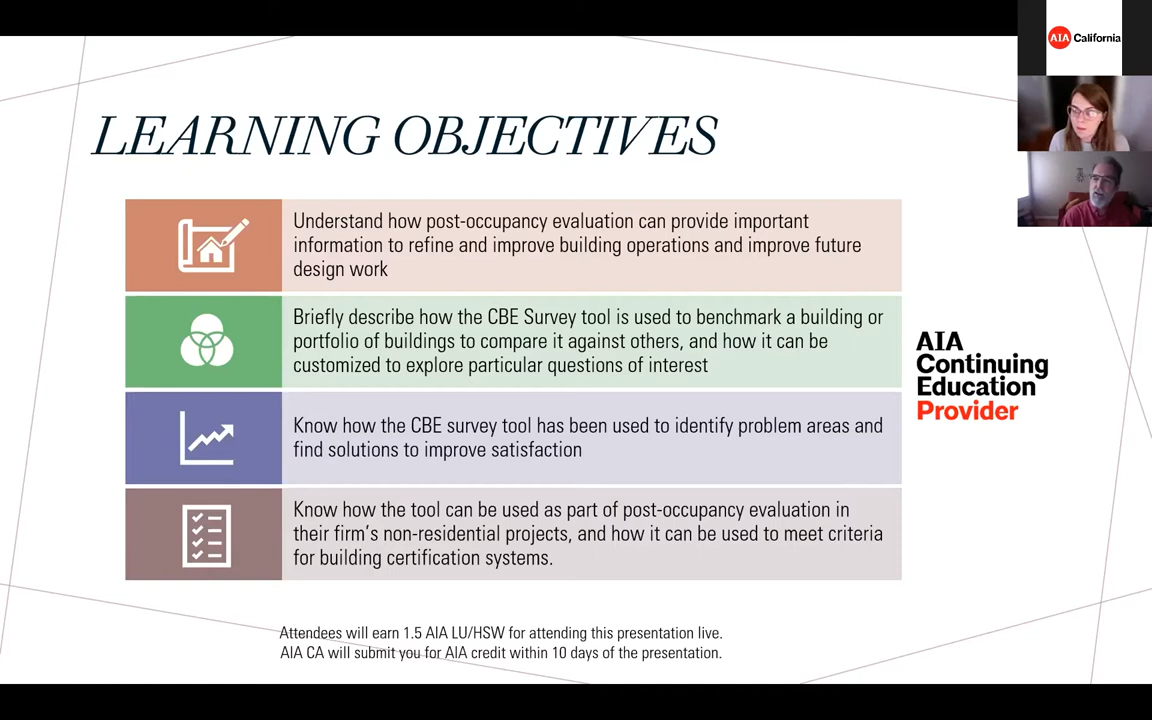 AIA California
LEARNING OBJECTIVES
Understand how post-occupancy evaluation can provide important
information to refine and improve building operations and improve future
design work
Briefly describe how the CBE Survey tool is used to benchmark a building or
portfolio of buildings to compare it against others, and how it can be
customized to explore particular questions of interest
Know how the CBE survey tool has been used to identify problem areas and
find solutions to improve satisfaction
Know how the tool can be used as part of post-occupancy evaluation in
their firm's non-residential projects, and how it can be used to meet criteria
for building certification systems.
AIA
Continuing
Education
Provider
Attendees will earn 1.5 AIA LU/HSW for attending this presentation live.
AIA CA will submit you for AIA credit within 10 days of the presentation.